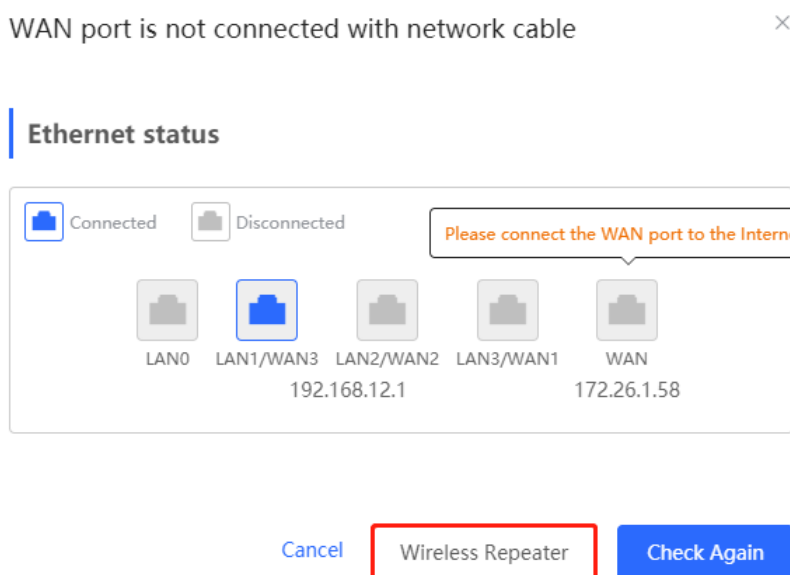 WAN port is not connected with network cable
Ethernet status
Connected Disconnected
Please connect the WAN port to the Intern
LAN0 LAN1/WAN3 LAN2/WAN2 LAN3/WAN1 WAN
192.168.12.1 172.26.1.58
Cancel Wireless Repeater Check Again